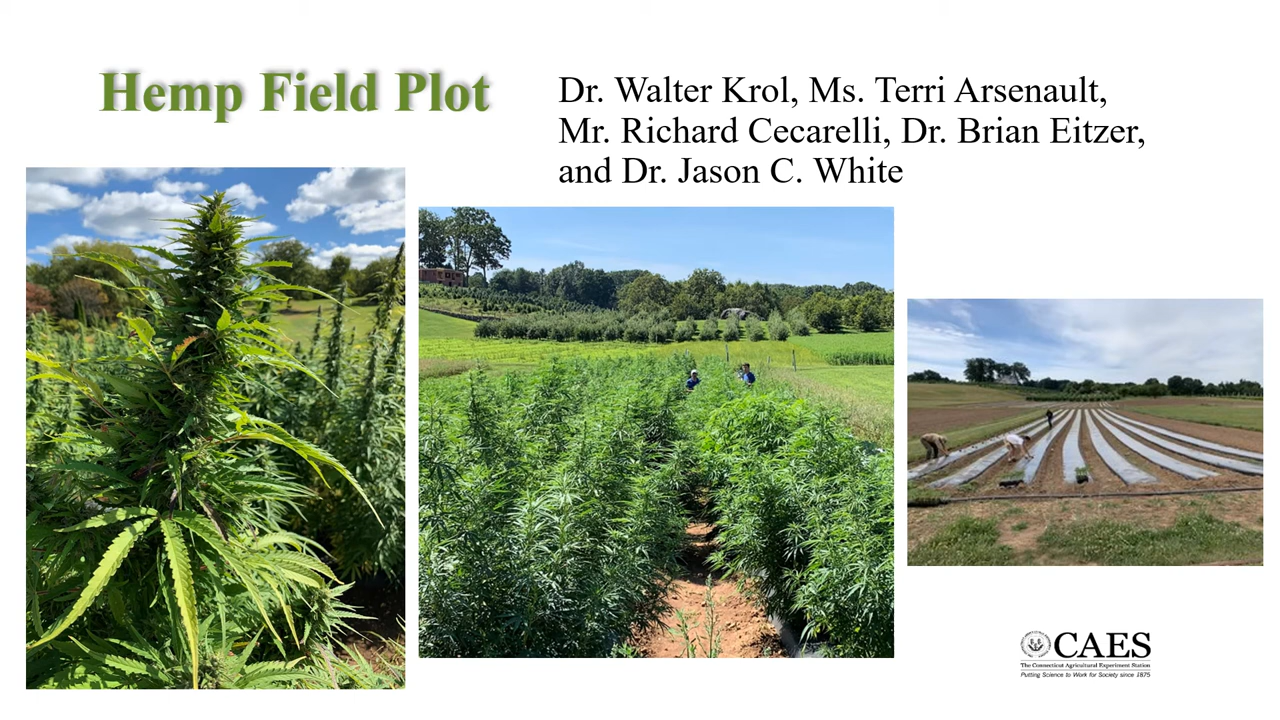 Hemp Field Plot
Dr. Walter Krol, Ms. Terri Arsenault,
Mr. Richard Cecarelli, Dr. Brian Eitzer,
and Dr. Jason C. White
CAES
The Connecticut Agricultural Experiment Station
Putting Science to Work for Society since 1875